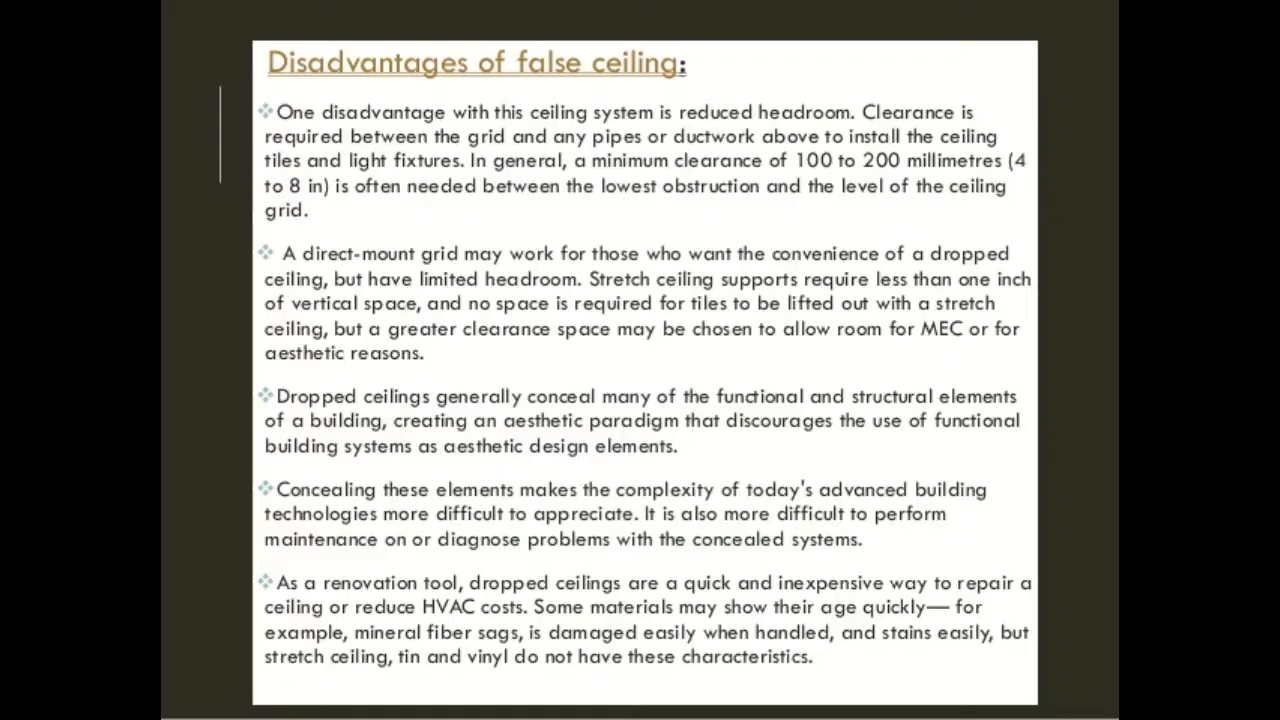 Disadvantages of false ceiling:
One disadvantage with this ceiling system is reduced headroom. Clearance is
required between the grid and any pipes or ductwork above to install the ceiling
tiles and light fixtures. In general, a minimum clearance of 100 to 200 millimetres (4
to 8 in) is often needed between the lowest obstruction and the level of the ceiling
grid.
A direct-mount grid may work for those who want the convenience of a dropped
ceiling, but have limited headroom. Stretch ceiling supports require less than one inch
of vertical space, and no space is required for tiles to be lifted out with a stretch
ceiling, but a greater clearance space may be chosen to allow room for MEC or for
aesthetic reasons.
Dropped ceilings generally conceal many of the functional and structural elements
of a building, creating an aesthetic paradigm that discourages the use of functional
building systems as aesthetic design elements.
Concealing these elements makes the complexity of today's advanced building
technologies more difficult to appreciate. It is also more difficult to perform
maintenance on or diagnose problems with the concealed systems.
As a renovation tool, dropped ceilings are a quick and inexpensive way to repair a
ceiling or reduce HVAC costs. Some materials may show their age quickly— for
example, mineral fiber sags, is damaged easily when handled, and stains easily, but
stretch ceiling, tin and vinyl do not have these characteristics.